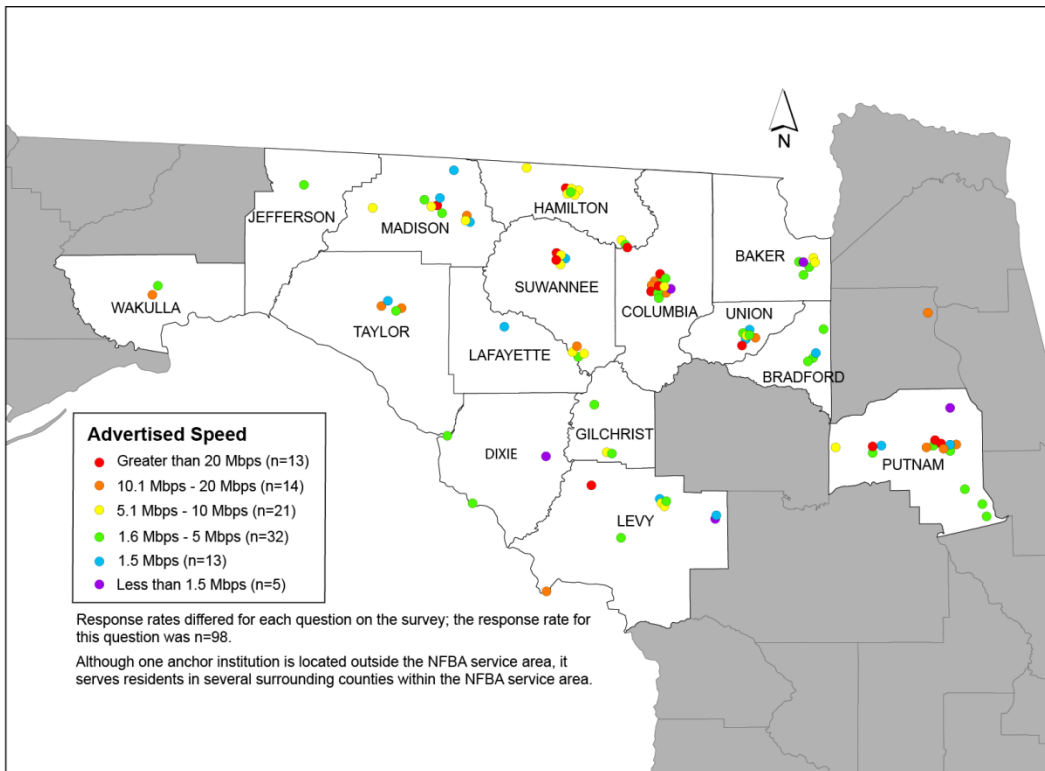 N
JEFFERSON
MADISON
HAMILTON
BAKER
SUWANNEE
WAKULLA
COLUMBIA
UNION
TAYLOR
LAFAYETTE
BRADFORD
GILCHRIST
DIXIE
PUTNAM
LEVY
Advertised Speed
Greater than 20 Mbps (n=13)
10.1 Mbps - 20 Mbps (n=14)
5.1 Mbps - 10 Mbps (n=21)
1.6 Mbps - 5 Mbps (n=32)
1.5 Mbps (n=13)
Less than 1.5 Mbps (n=5)
Response rates differed for each question on the survey; the response rate for
this question was n=98.
Although one anchor institution is located outside the NFBA service area, it
serves residents in several surrounding counties within the NFBA service area.